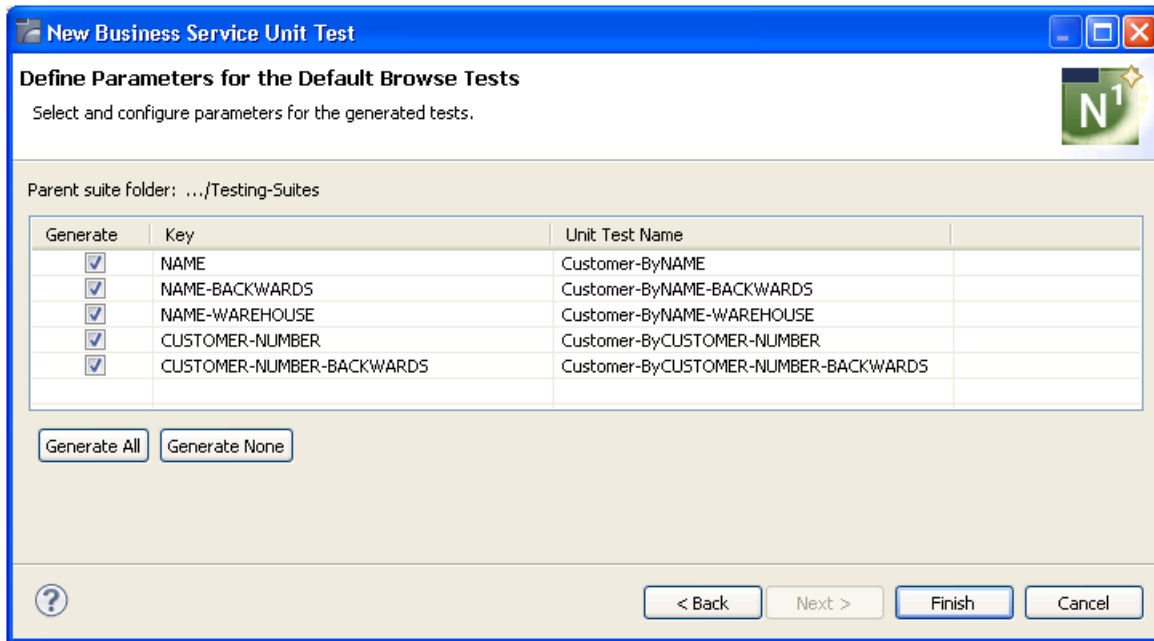 New Business Service Unit Test
Define Parameters for the Default Browse Tests
Select and configure parameters for the generated tests.
N1
Parent suite folder: .../Testing-Suites
Generate Key Unit Test Name
NAME Customer-ByNAME
NAME-BACKWARDS Customer-ByNAME-BACKWARDS
NAME-WAREHOUSE Customer-ByNAME-WAREHOUSE
CUSTOMER-NUMBER Customer-ByCUSTOMER-NUMBER
CUSTOMER-NUMBER-BACKWARDS Customer-ByCUSTOMER-NUMBER-BACKWARDS
Generate All Generate None
? < Back Next > Finish Cancel